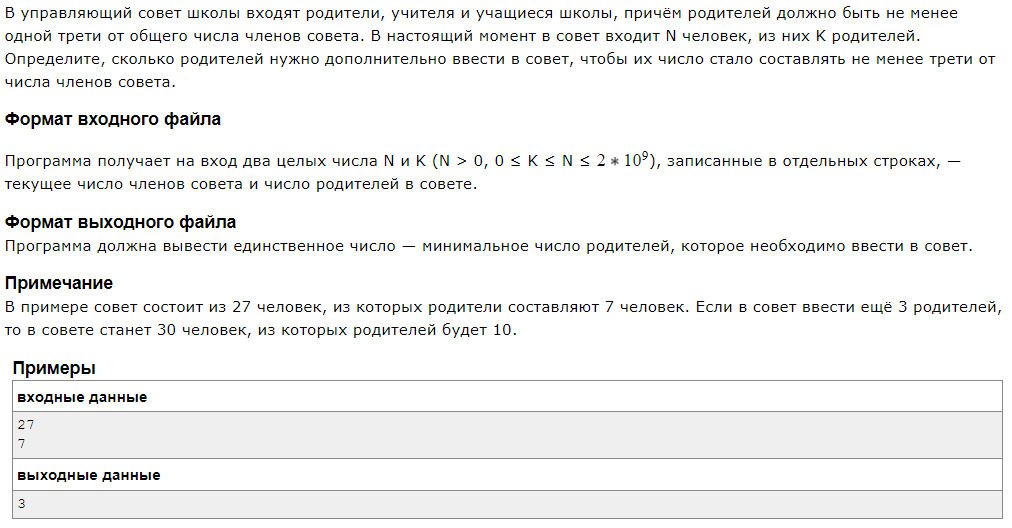 В управляющий совет школы входят родители, учителя и учащиеся школы, причём родителей должно быть не менее
одной трети от общего числа членов совета. В настоящий момент в совет входит N человек, из них K родителей.
Определите, сколько родителей нужно дополнительно ввести в совет, чтобы их число стало составлять не менее трети от
числа членов совета.
Формат входного файла
Программа получает на вход два целых числа N и K (N > 0, 0 ≤ K ≤ N ≤ 2 * 10⁹), записанные в отдельных строках, —
текущее число членов совета и число родителей в совете.
Формат выходного файла
Программа должна вывести единственное число — минимальное число родителей, которое необходимо ввести в совет.
Примечание
В примере совет состоит из 27 человек, из которых родители составляют 7 человек. Если в совет ввести ещё 3 родителей,
то в совете станет 30 человек, из которых родителей будет 10.
Примеры
входные данные
27
7
выходные данные
3